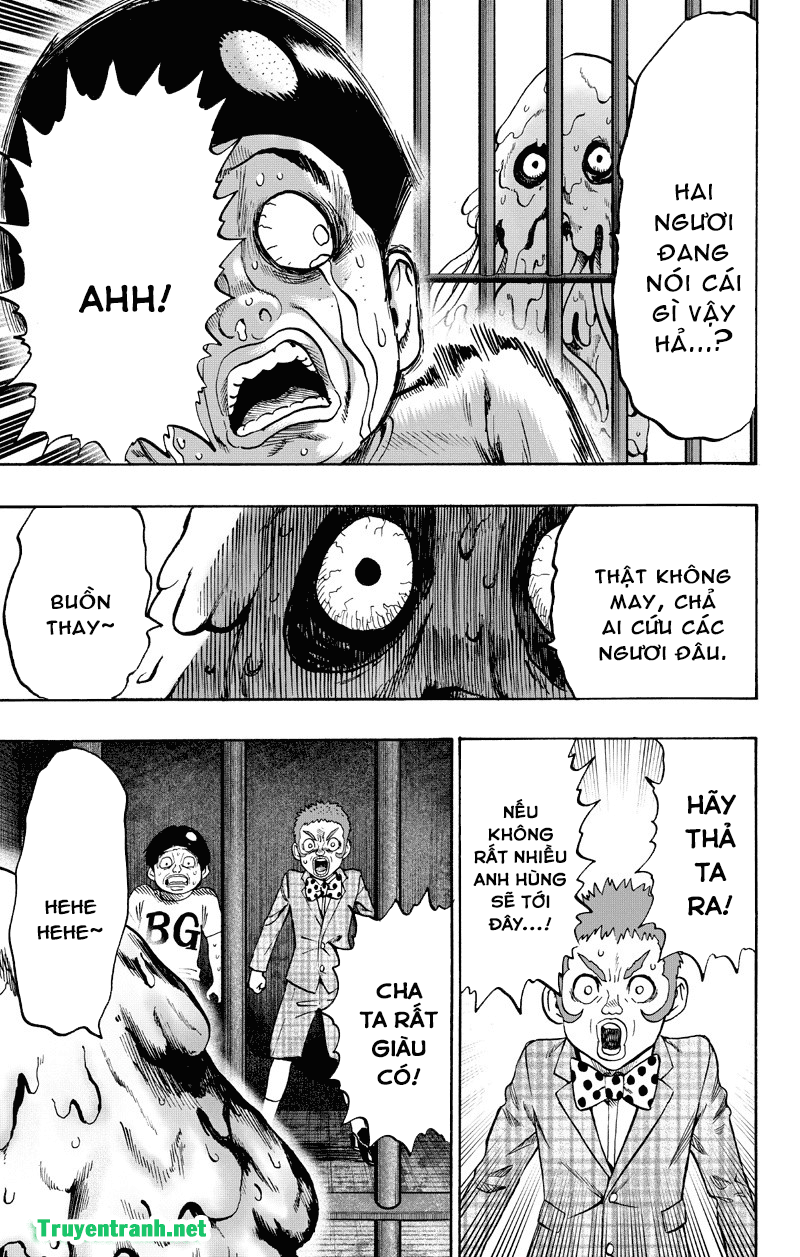 HAI
NGƯƠI
ĐANG
NÓI CÁI
GÌ VẬY
HẢ...?
AHH!
THẬT KHÔNG
MAY, CHẢ
AI CỨU CÁC
NGƯƠI ĐÂU.
BUỒN
THAY~
HÃY
THẢ
TA
RA!
NẾU
KHÔNG
RẤT NHIỀU
ANH HÙNG
SẼ TỚI
ĐÂY...!
CHA
TA RẤT
GIÀU
CÓ!
BG
HEHE
HEHE~
Truyentranh.net